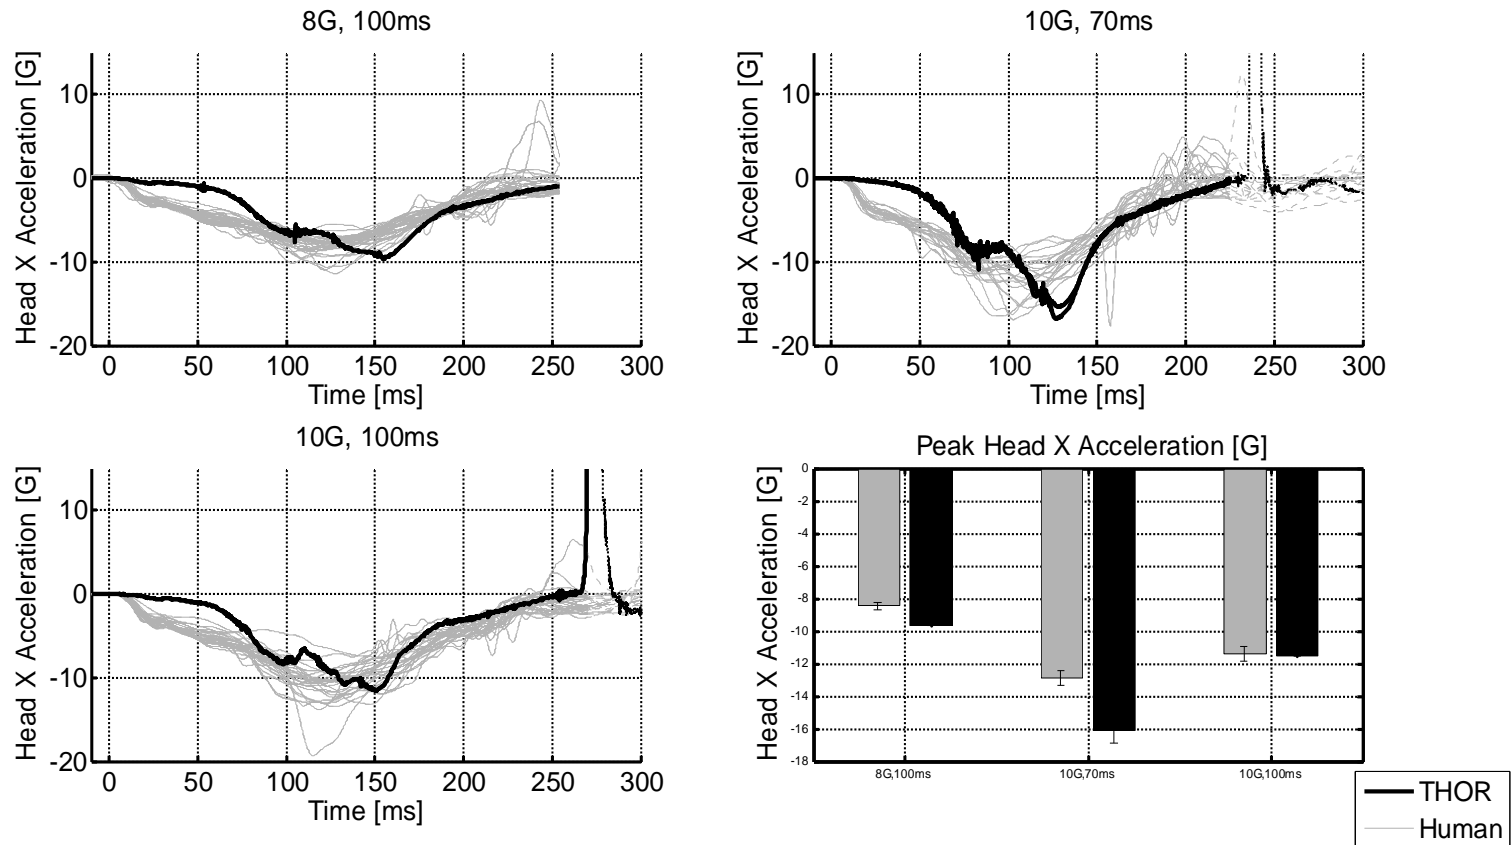 8G, 100ms
Head X Acceleration [G]
10
0
-10
-20
0 50 100 150 200 250 300
Time [ms]
10G, 70ms
Head X Acceleration [G]
10
0
-10
-20
0 50 100 150 200 250 300
Time [ms]
10G, 100ms
Head X Acceleration [G]
10
0
-10
-20
0 50 100 150 200 250 300
Time [ms]
Peak Head X Acceleration [G]
Head X Acceleration [G]
0
-2
-4
-6
-8
-10
-12
-14
-16
-18
8G,100ms 10G,70ms 10G,100ms
THOR
Human